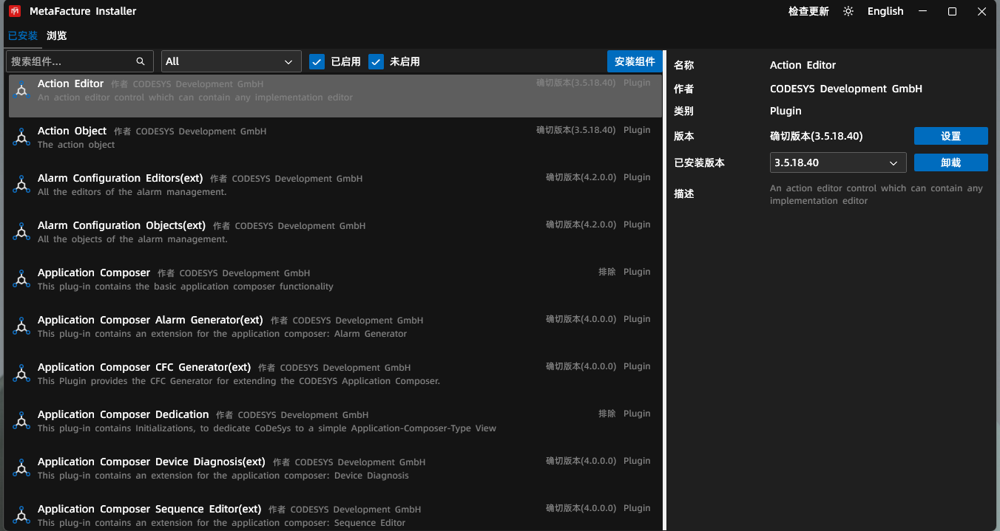 MetaFacture Installer
检查更新
English
已安装 浏览
搜索组件...
All
已启用
未启用
安装组件
Action Editor 作者 CODESYS Development GmbH 确切版本(3.5.18.40) Plugin
An action editor control which can contain any implementation editor
Action Object 作者 CODESYS Development GmbH 确切版本(3.5.18.40) Plugin
The action object
Alarm Configuration Editors(ext) 作者 CODESYS Development GmbH 确切版本(4.2.0.0) Plugin
All the editors of the alarm management.
Alarm Configuration Objects(ext) 作者 CODESYS Development GmbH 确切版本(4.2.0.0) Plugin
All the objects of the alarm management.
Application Composer 作者 CODESYS Development GmbH 排除 Plugin
This plug-in contains the basic application composer functionality
Application Composer Alarm Generator(ext) 作者 CODESYS Development GmbH 确切版本(4.0.0.0) Plugin
This plug-in contains an extension for the application composer: Alarm Generator
Application Composer CFC Generator(ext) 作者 CODESYS Development GmbH 确切版本(4.0.0.0) Plugin
This Plugin provides the CFC Generator for extending the CODESYS Application Composer.
Application Composer Dedication 作者 CODESYS Development GmbH 排除 Plugin
This plug-in contains Initializations, to dedicate CoDeSys to a simple Application-Composer-Type View
Application Composer Device Diagnosis(ext) 作者 CODESYS Development GmbH 确切版本(4.0.0.0) Plugin
This plug-in contains an extension for the application composer: Device Diagnosis
Application Composer Sequence Editor(ext) 作者 CODESYS Development GmbH 确切版本(4.0.0.0) Plugin
This plug-in contains an extension for the application composer: Sequence Editor
名称 Action Editor
作者 CODESYS Development GmbH
类别 Plugin
版本 确切版本(3.5.18.40) 设置
已安装版本 3.5.18.40 卸载
描述 An action editor control which can contain any
implementation editor